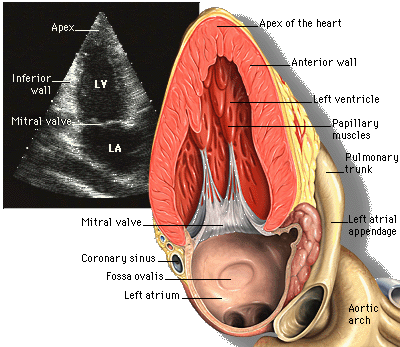 Apex
Inferior
wall
LV
Mitral valve
LA
Apex of the heart
Anterior wall
Left ventricle
Papillary
muscles
Pulmonary
trunk
Left atrial
appendage
Mitral valve
Coronary sinus
Fossa ovalis
Left atrium
Aortic
arch